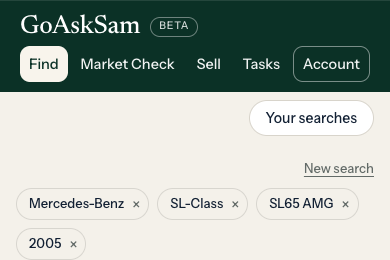 GoAskSam BETA
Find Market Check Sell Tasks Account
Your searches
New search
Mercedes-Benz × SL-Class × SL65 AMG ×
2005 ×